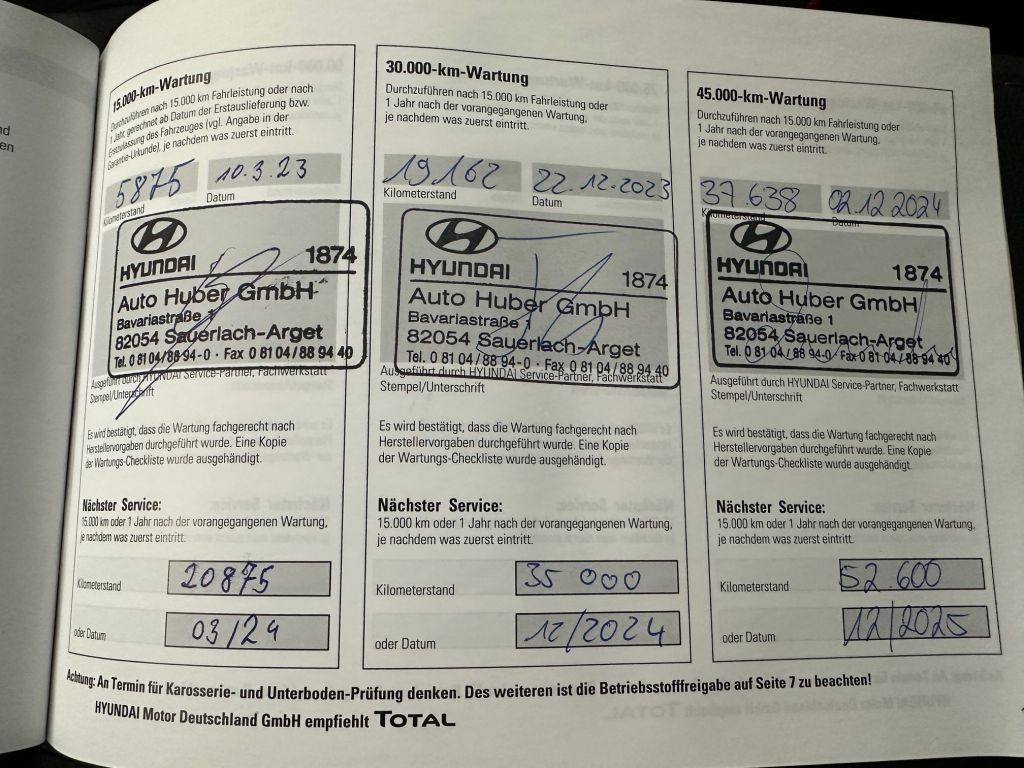 15.000-km-Wartung
Durchzuführen nach 15.000 km Fahrleistung oder nach
1 Jahr, gerechnet ab Datum der Erstauslieferung bzw.
Erstzulassung des Fahrzeuges (vgl. Angabe in der
Garantie-Urkunde), je nachdem was zuerst eintritt.
5875 10.3.23
Kilometerstand Datum
HYUNDAI 1874
Auto Huber GmbH
Bavariastraße 1
82054 Sauerlach-Arget
Tel. 0 81 04/88 94-0 · Fax 0 81 04/88 94 40
Ausgeführt durch HYUNDAI Service-Partner, Fachwerkstatt
Stempel/Unterschrift
Es wird bestätigt, dass die Wartung fachgerecht nach
Herstellervorgaben durchgeführt wurde. Eine Kopie
der Wartungs-Checkliste wurde ausgehändigt.
Nächster Service:
15.000 km oder 1 Jahr nach der vorangegangenen Wartung,
je nachdem was zuerst eintritt.
Kilometerstand 20875
oder Datum 03/24
30.000-km-Wartung
Durchzuführen nach 15.000 km Fahrleistung oder
1 Jahr nach der vorangegangenen Wartung,
je nachdem was zuerst eintritt.
19.162 22.12.2023
Kilometerstand Datum
HYUNDAI 1874
Auto Huber GmbH
Bavariastraße 1
82054 Sauerlach-Arget
Tel. 0 81 04/88 94-0 · Fax 0 81 04/88 94 40
Ausgeführt durch HYUNDAI Service-Partner, Fachwerkstatt
Stempel/Unterschrift
Es wird bestätigt, dass die Wartung fachgerecht nach
Herstellervorgaben durchgeführt wurde. Eine Kopie
der Wartungs-Checkliste wurde ausgehändigt.
Nächster Service:
15.000 km oder 1 Jahr nach der vorangegangenen Wartung,
je nachdem was zuerst eintritt.
Kilometerstand 35 000
oder Datum 12/2024
45.000-km-Wartung
Durchzuführen nach 15.000 km Fahrleistung oder
1 Jahr nach der vorangegangenen Wartung,
je nachdem was zuerst eintritt.
37.638 02.12.2024
Kilometerstand Datum
HYUNDAI 1874
Auto Huber GmbH
Bavariastraße 1
82054 Sauerlach-Arget
Tel. 0 81 04/88 94-0 · Fax 0 81 04/88 94 40
Ausgeführt durch HYUNDAI Service-Partner, Fachwerkstatt
Stempel/Unterschrift
Es wird bestätigt, dass die Wartung fachgerecht nach
Herstellervorgaben durchgeführt wurde. Eine Kopie
der Wartungs-Checkliste wurde ausgehändigt.
Nächster Service:
15.000 km oder 1 Jahr nach der vorangegangenen Wartung,
je nachdem was zuerst eintritt.
Kilometerstand 52.600
oder Datum 12/2025
Achtung: An Termin für Karosserie- und Unterboden-Prüfung denken. Des weiteren ist die Betriebsstofffreigabe auf Seite 7 zu beachten!
HYUNDAI Motor Deutschland GmbH empfiehlt TOTAL